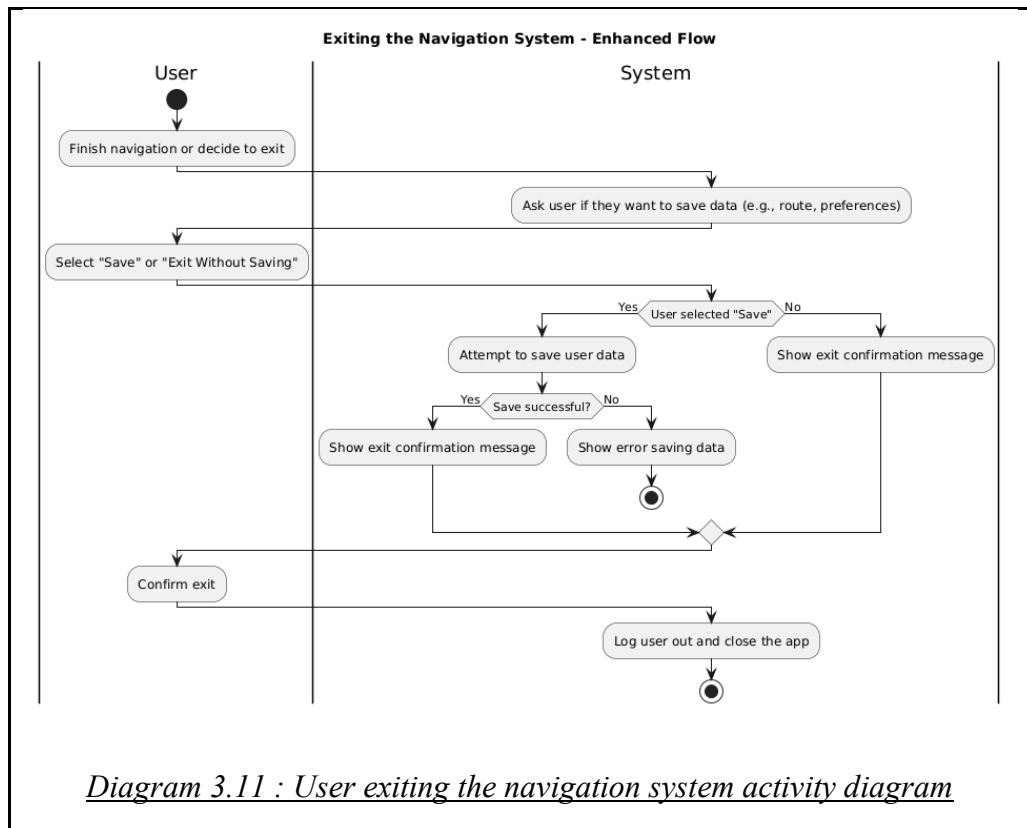 Exiting the Navigation System - Enhanced Flow
User
System
Finish navigation or decide to exit
Ask user if they want to save data (e.g., route, preferences)
Select "Save" or "Exit Without Saving"
Yes
User selected "Save"
No
Attempt to save user data
Show exit confirmation message
Yes
Save successful?
No
Show exit confirmation message
Show error saving data
Confirm exit
Log user out and close the app
Diagram 3.11 : User exiting the navigation system activity diagram